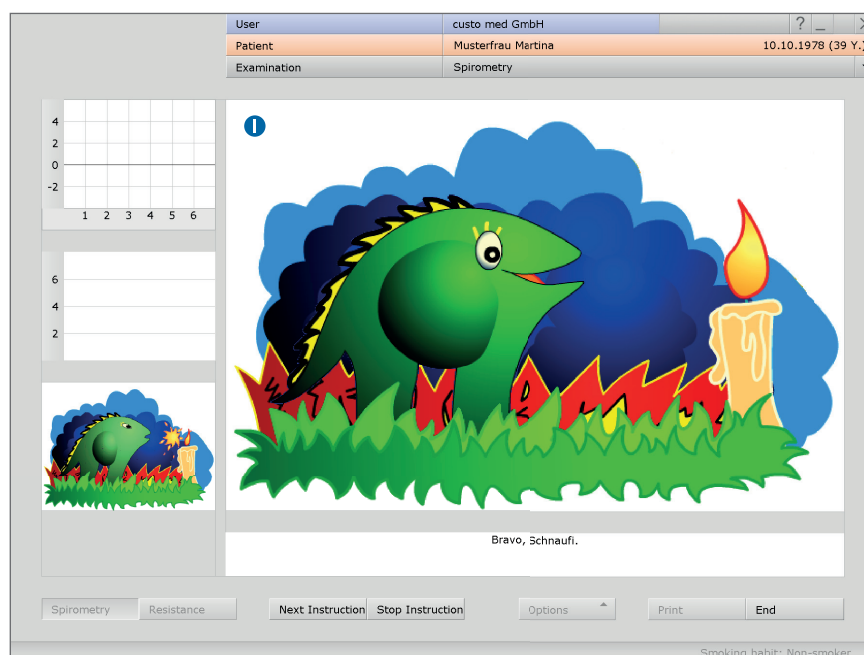 User custo med GmbH ? _
Patient Musterfrau Martina 10.10.1978 (39 Y.)
Examination Spirometry
4
2
0
-2
1 2 3 4 5 6
6
4
2
Bravo, Schnaufi.
Spirometry Resistance Next Instruction Stop Instruction Options Print End
Smoking habit: Non-smoker